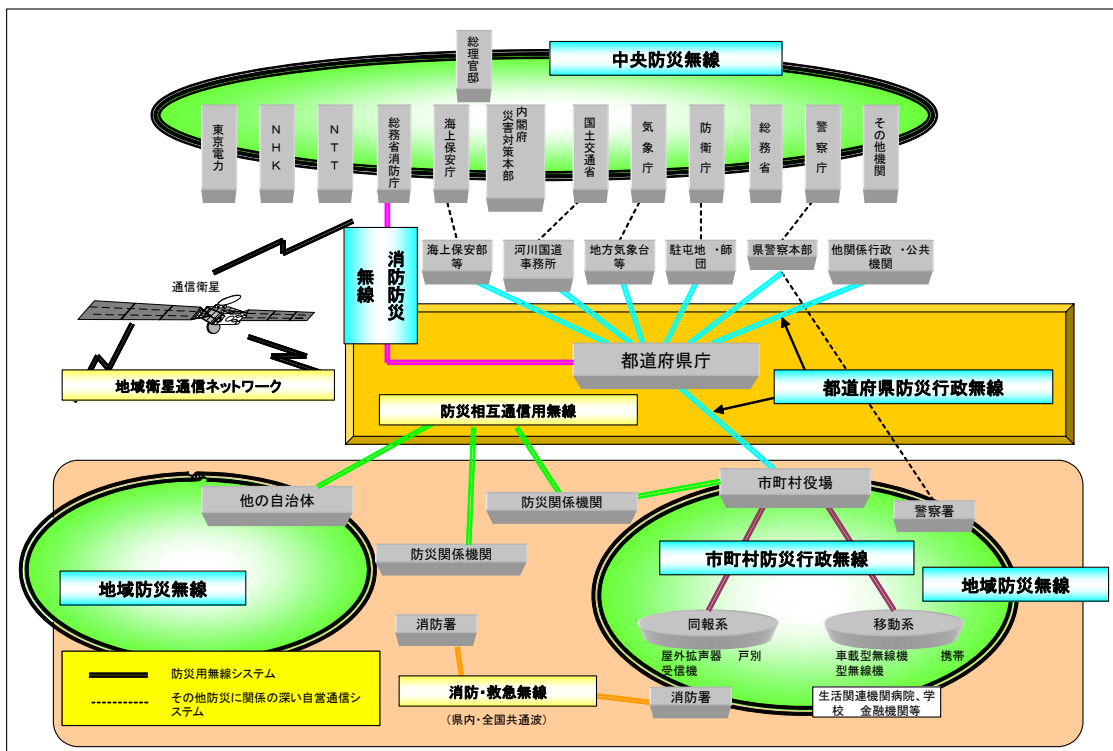 総理官邸
中央防災無線
東京電力
NHK
NTT
総務省消防庁
海上保安庁
内閣府
災害対策本部
国土交通省
気象庁
防衛庁
総務省
警察庁
その他機関
消防防災
無線
海上保安部
等
河川国道
事務所
地方気象台
等
駐屯地・師
団
県警察本部
他関係行政・公共
機関
通信衛星
地域衛星通信ネットワーク
都道府県庁
都道府県防災行政無線
防災相互通信用無線
他の自治体
防災関係機関
市町村役場
警察署
防災関係機関
市町村防災行政無線
地域防災無線
地域防災無線
消防署
同報系
移動系
屋外拡声器 戸別
受信機
車載型無線機 携帯
型無線機
防災用無線システム
その他防災に関係の深い自営通信シ
ステム
消防・救急無線
(県内・全国共通波)
消防署
生活関連機関病院、学
校 金融機関等